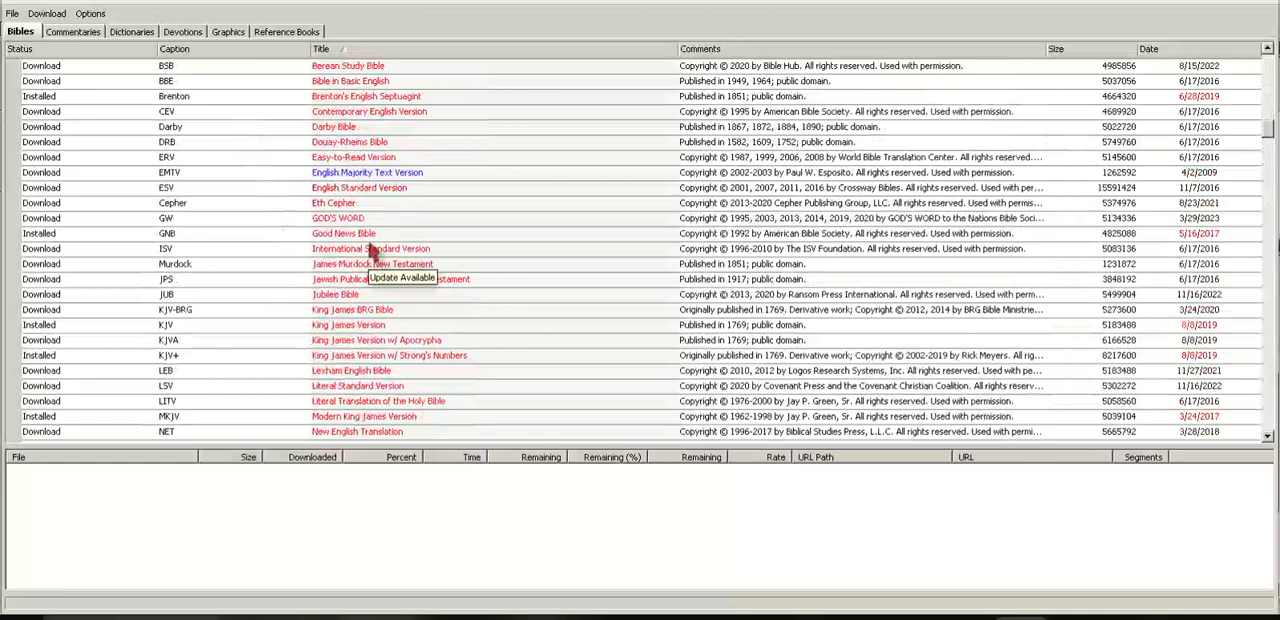 File Download Options
Bibles Commentaries Dictionaries Devotions Graphics Reference Books
Status Caption Title Comments Size Date
Download BSB Berean Study Bible Copyright © 2020 by Bible Hub. All rights reserved. Used with permission. 4985856 8/15/2022
Download BBE Bible in Basic English Published in 1949, 1964; public domain. 5037056 6/17/2016
Installed Brenton Brenton's English Septuagint Published in 1851; public domain. 4664320 6/28/2019
Download CEV Contemporary English Version Copyright © 1995 by American Bible Society. All rights reserved. Used with permission. 4689920 6/17/2016
Download Darby Darby Bible Published in 1867, 1872, 1884, 1890; public domain. 5022720 6/17/2016
Download DRB Douay-Rheims Bible Published in 1582, 1609, 1752; public domain. 5749760 6/17/2016
Download ERV Easy-to-Read Version Copyright © 1987, 1999, 2006, 2008 by World Bible Translation Center. All rights reserved.... 5145600 6/17/2016
Download EMTV English Majority Text Version Copyright © 2002-2003 by Paul W. Esposito. All rights reserved. Used with permission. 1262592 4/2/2009
Download ESV English Standard Version Copyright © 2001, 2007, 2011, 2016 by Crossway Bibles. All rights reserved. Used with per... 15591424 11/7/2016
Download Cepher Eth Cepher Copyright © 2013-2020 Cepher Publishing Group, LLC. All rights reserved. Used with permi... 5374976 8/23/2021
Download GW GOD'S WORD Copyright © 1995, 2003, 2013, 2014, 2019, 2020 by GOD'S WORD to the Nations Bible Soci... 5134336 3/29/2023
Installed GNB Good News Bible Copyright © 1992 by American Bible Society. All rights reserved. Used with permission. 4825088 5/16/2017
Download ISV International Standard Version Copyright © 1996-2010 by The ISV Foundation. All rights reserved. Used with permission. 5083136 6/17/2016
Download Murdock James Murdock New Testament Published in 1851; public domain. 1231872 6/17/2016
Download JPS Jewish Publica stament Published in 1917; public domain. 3848192 6/17/2016
Update Available
Download JUB Jubilee Bible Copyright © 2013, 2020 by Ransom Press International. All rights reserved. Used with perm... 5499904 11/16/2022
Download KJV-BRG King James BRG Bible Originally published in 1769. Derivative work; Copyright © 2012, 2014 by BRG Bible Ministrie... 5273600 3/24/2020
Installed KJV King James Version Published in 1769; public domain. 5183488 8/8/2019
Download KJVA King James Version w/ Apocrypha Published in 1769; public domain. 6166528 8/8/2019
Installed KJV+ King James Version w/ Strong's Numbers Originally published in 1769. Derivative work; Copyright © 2002-2019 by Rick Meyers. All rig... 8217600 8/8/2019
Download LEB Lexham English Bible Copyright © 2010, 2012 by Logos Research Systems, Inc. All rights reserved. Used with per... 5183488 11/27/2021
Download LSV Literal Standard Version Copyright © 2020 by Covenant Press and the Covenant Christian Coalition. All rights reserv... 5302272 11/16/2022
Download LITV Literal Translation of the Holy Bible Copyright © 1976-2000 by Jay P. Green, Sr. All rights reserved. Used with permission. 5058560 6/17/2016
Installed MKJV Modern King James Version Copyright © 1962-1998 by Jay P. Green, Sr. All rights reserved. Used with permission. 5039104 3/24/2017
Download NET New English Translation Copyright © 1996-2017 by Biblical Studies Press, L.L.C. All rights reserved. Used with permi... 5665792 3/28/2018
File Size Downloaded Percent Time Remaining Remaining (%) Remaining Rate URL Path URL Segments